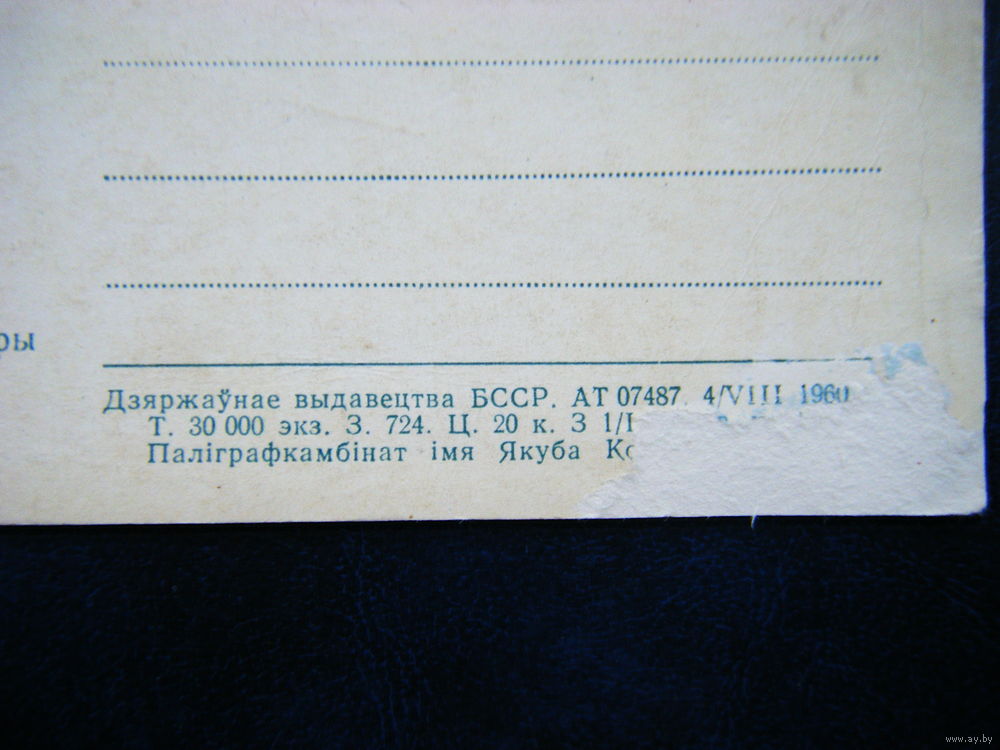 Дзяржаўнае выдавецтва БССР. АТ 07487. 4/VIII 1960
Т. 30 000 экз. З. 724. Ц. 20 к. З 1/І
Паліграфкамбінат імя Якуба
www.ay.by